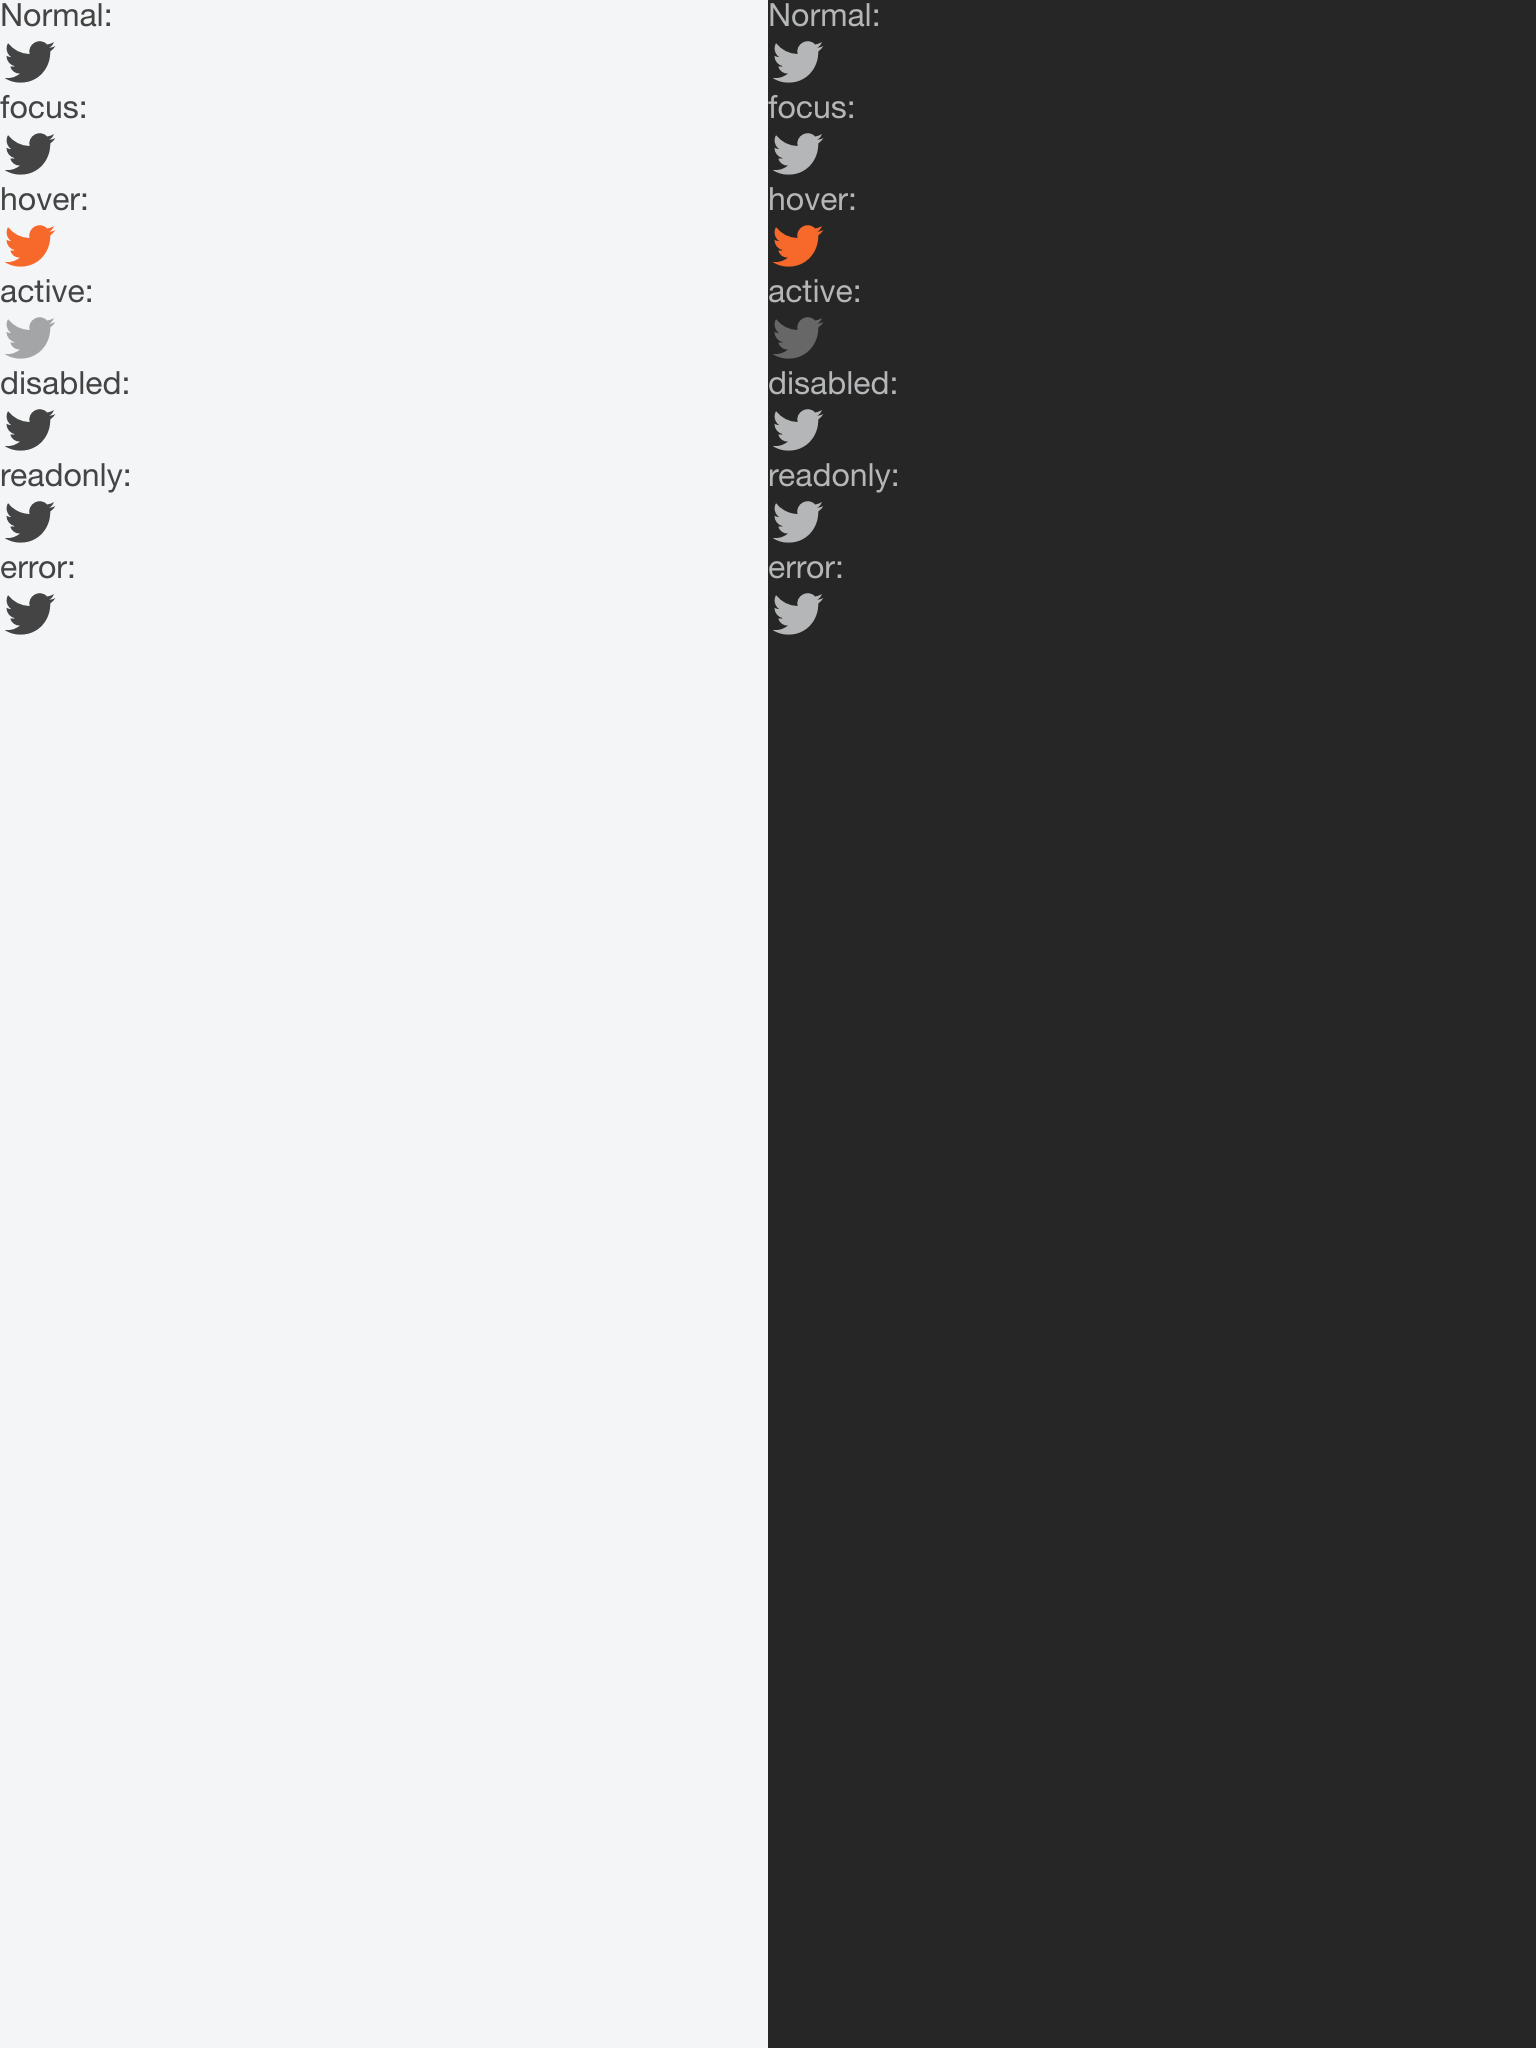 Normal:
focus:
hover:
active:
disabled:
readonly:
error:
Normal:
focus:
hover:
active:
disabled:
readonly:
error: